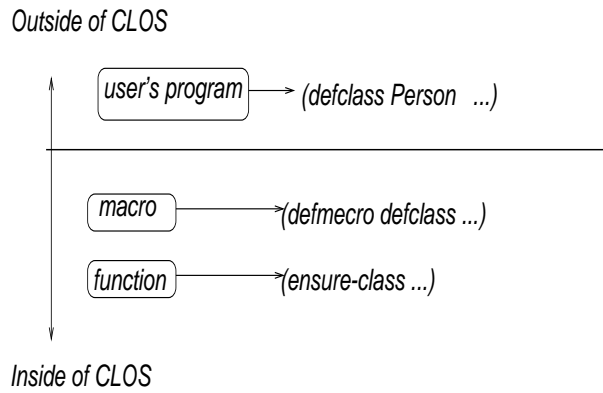 Outside of CLOS
user's program (defclass Person ...)
macro (defmecro defclass ...)
function (ensure-class ...)
Inside of CLOS